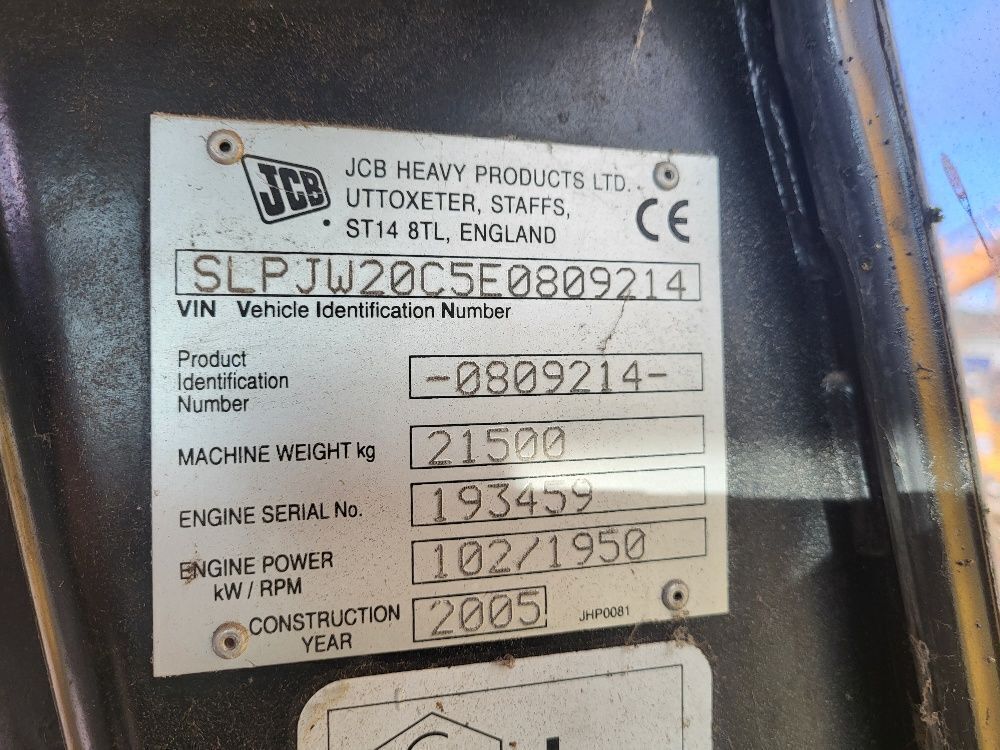 JCB
JCB HEAVY PRODUCTS LTD.
UTTOXETER, STAFFS,
ST14 8TL, ENGLAND
CE
SLPJW20C5E0809214
VIN Vehicle Identification Number
Product
Identification
Number
-0809214-
MACHINE WEIGHT kg
21500
ENGINE SERIAL No.
193459
ENGINE POWER
kW / RPM
102/1950
CONSTRUCTION
YEAR
2005
JHP0081